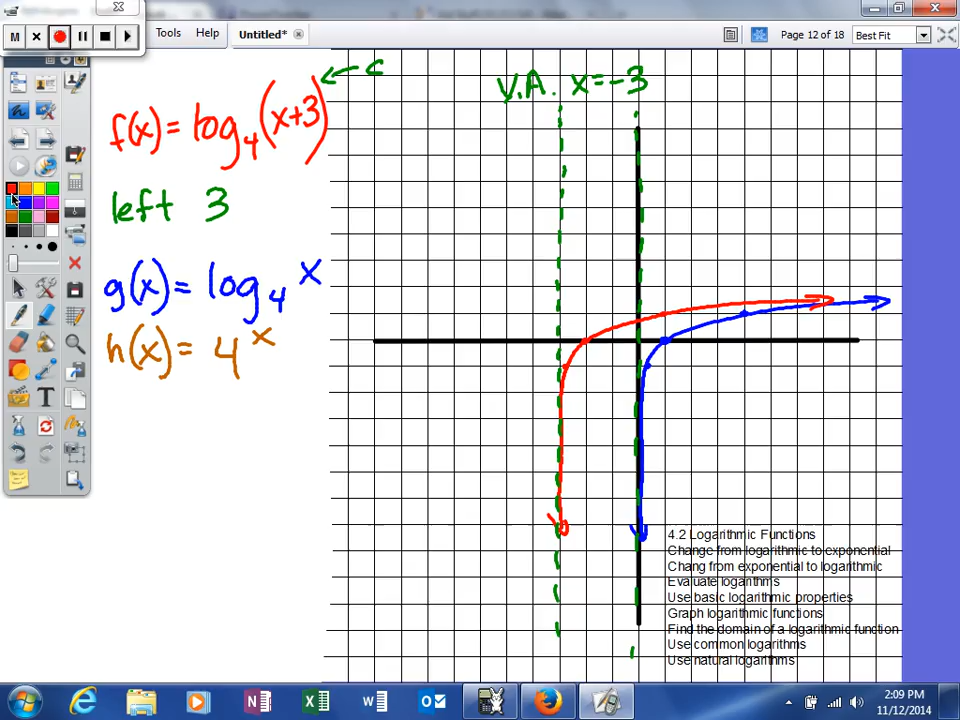 M
Tools Help Untitled* Page 12 of 18 Best Fit
← C
f(x) = log₄(x+3)
left 3
g(x) = log₄ x
h(x) = 4ˣ
V.A. x=-3
4.2 Logarithmic Functions
Change from logarithmic to exponential
Chang from exponential to logarithmic
Evaluate logarithms
Use basic logarithmic properties
Graph logarithmic functions
Find the domain of a logarithmic function
Use common logarithms
Use natural logarithms
2:09 PM
11/12/2014